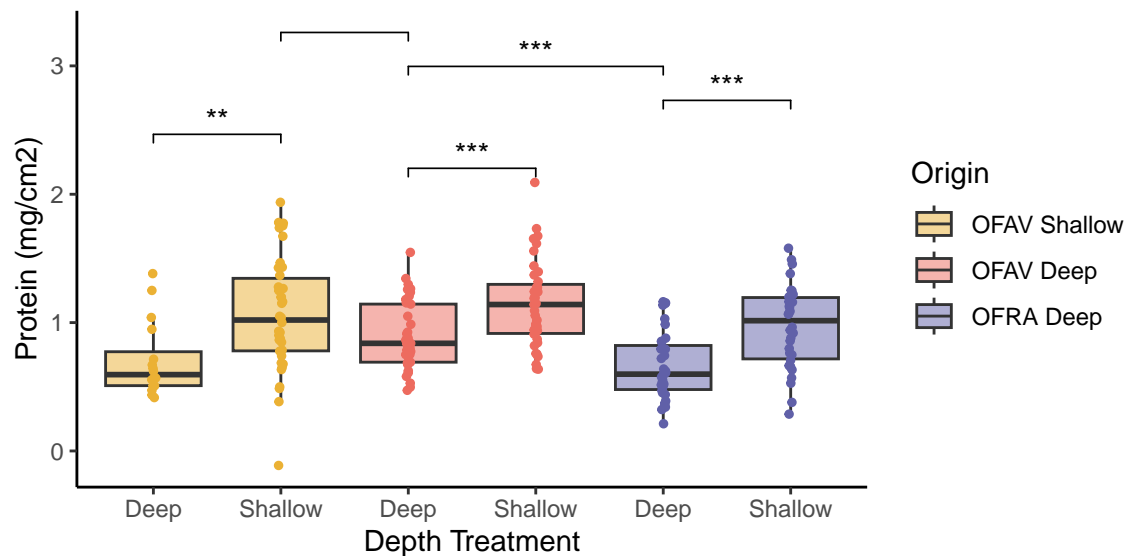 ***
3
***
**
2
***
1
0
Protein (mg/cm2)
Deep Shallow Deep Shallow Deep Shallow
Depth Treatment
Origin
OFAV Shallow
OFAV Deep
OFRA Deep